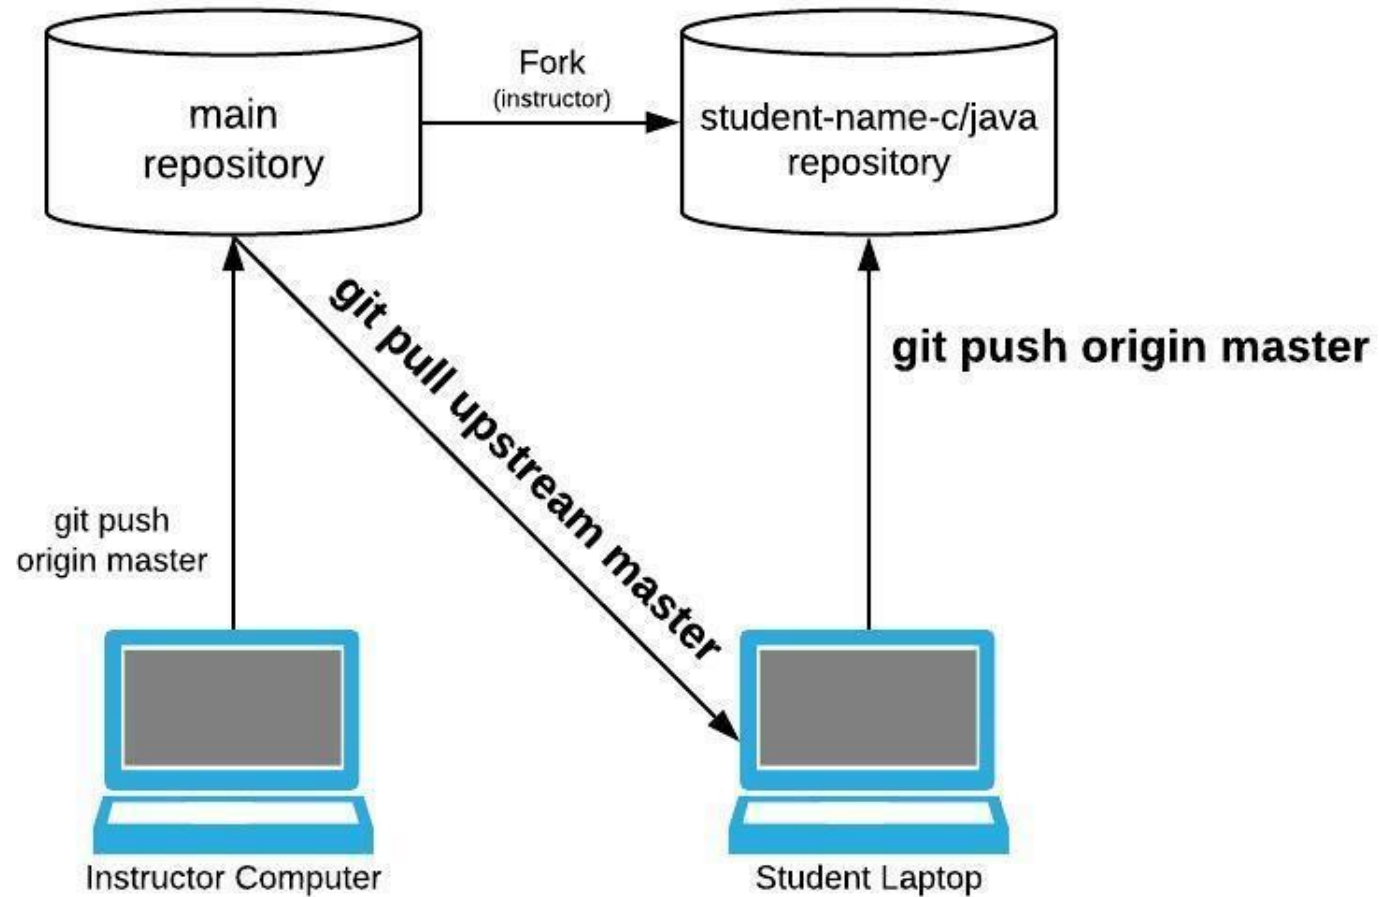 main
repository
Fork
(instructor)
student-name-c/java
repository
git pull upstream master
git push origin master
git push
origin master
Instructor Computer
Student Laptop